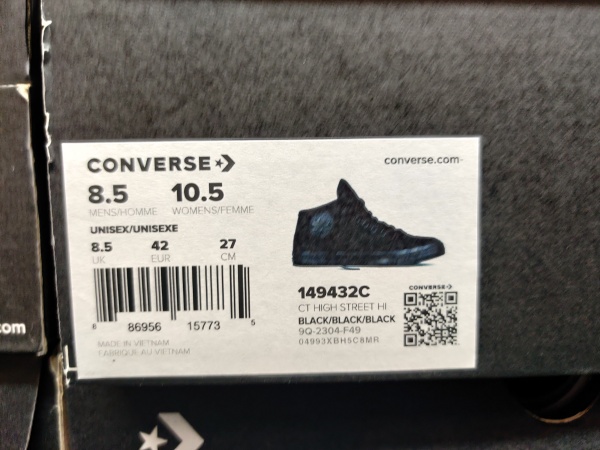 CONVERSE
converse.com
8.5 10.5
MENS/HOMME WOMENS/FEMME
UNISEX/UNISEXE
8.5 42 27
UK EUR CM
6 86956 15773 5
MADE IN VIETNAM
FABRIQUE AU VIETNAM
149432C
CT HIGH STREET HI
BLACK/BLACK/BLACK
9Q-2304-F49
04993XBH5C8MR
CONVERSE
com